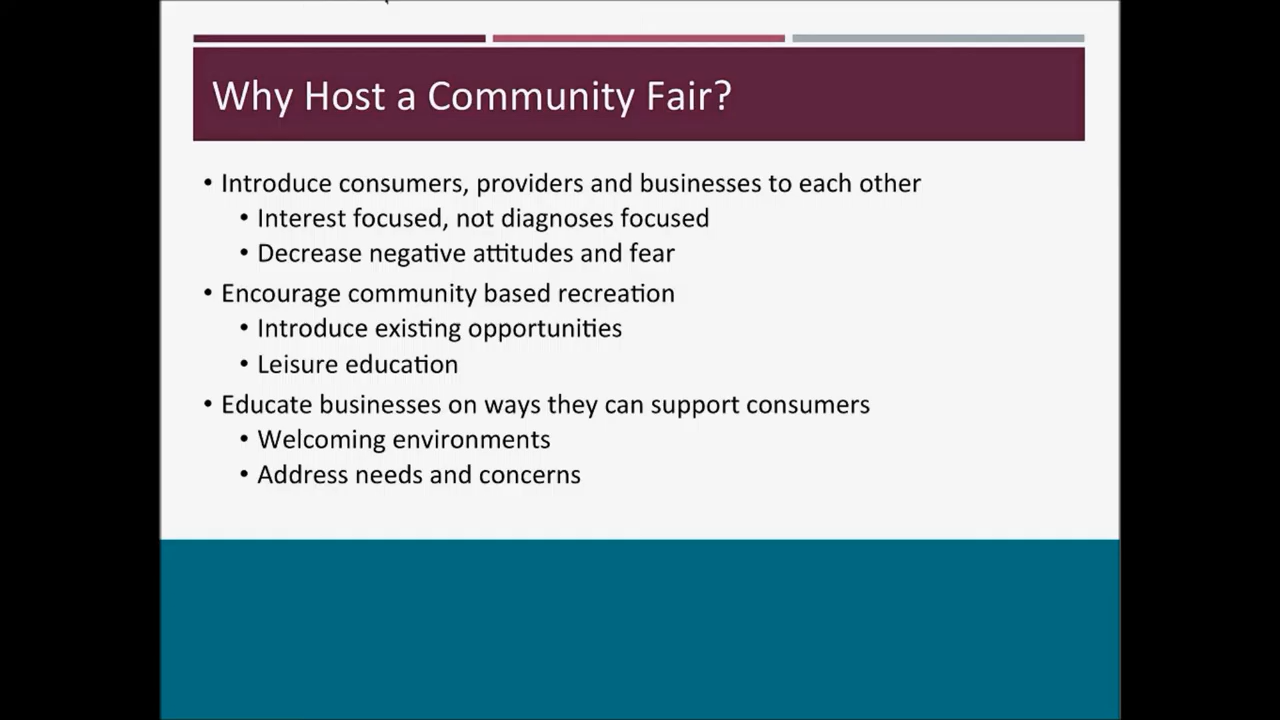 Why Host a Community Fair?
• Introduce consumers, providers and businesses to each other
• Interest focused, not diagnoses focused
• Decrease negative attitudes and fear
• Encourage community based recreation
• Introduce existing opportunities
• Leisure education
• Educate businesses on ways they can support consumers
• Welcoming environments
• Address needs and concerns